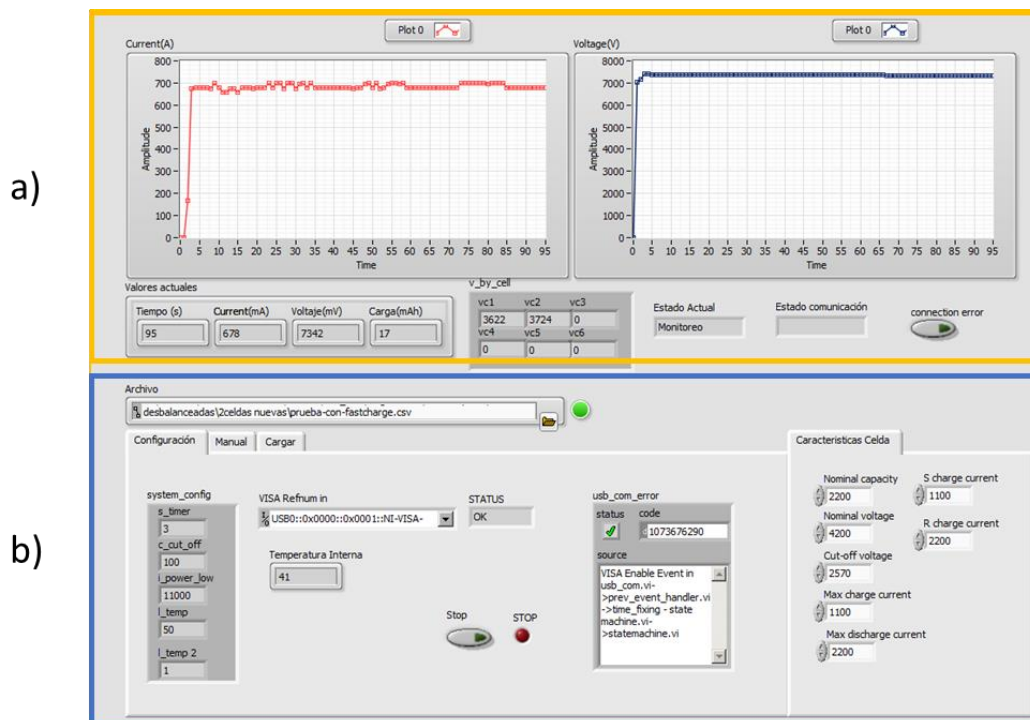 a)
Current(A)
Plot 0
Amplitude
800
700
600
500
400
300
200
100
0
0 5 10 15 20 25 30 35 40 45 50 55 60 65 70 75 80 85 90 95
Time
Voltage(V)
Plot 0
Amplitude
8000
7000
6000
5000
4000
3000
2000
1000
0
0 5 10 15 20 25 30 35 40 45 50 55 60 65 70 75 80 85 90 95
Time
Valores actuales
Tiempo (s) Current(mA) Voltaje(mV) Carga(mAh)
95 678 7342 17
v_by_cell
vc1 vc2 vc3
3622 3724 0
vc4 vc5 vc6
0 0 0
Estado Actual
Monitoreo
Estado comunicación
connection error
b)
Archivo
desbalanceadas\2celdas nuevas\prueba-con-fastcharge.csv
Configuración Manual Cargar
system_config
s_timer
3
c_cut_off
100
i_power_low
11000
l_temp
50
l_temp 2
1
VISA Refnum in
USB0::0x0000::0x0001::NI-VISA-
STATUS
OK
Temperatura Interna
41
Stop
STOP
usb_com_error
status code
1073676290
source
VISA Enable Event in
usb_com.vi-
>prev_event_handler.vi
->time_fixing - state
machine.vi-
>statemachine.vi
Caracteristicas Celda
Nominal capacity
2200
Nominal voltage
4200
Cut-off voltage
2570
Max charge current
1100
Max discharge current
2200
S charge current
1100
R charge current
2200